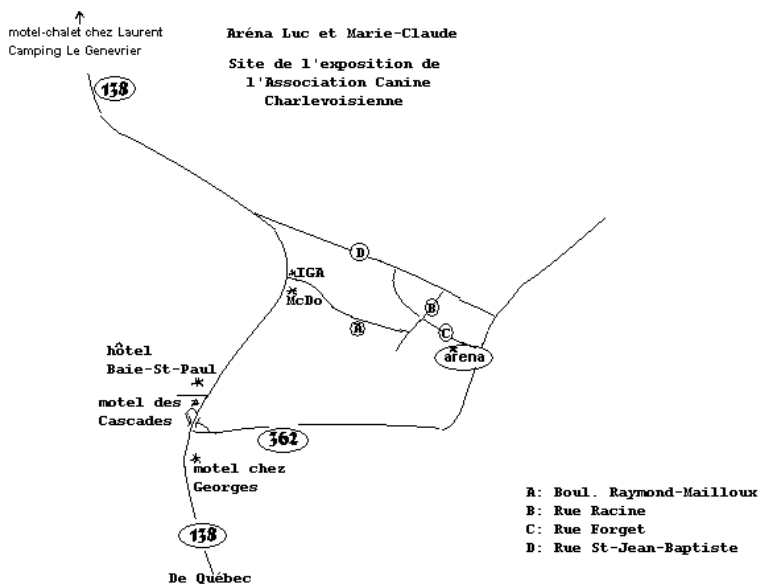 motel-chalet chez Laurent
Camping Le Genevrier
Aréna Luc et Marie-Claude
Site de l'exposition de
l'Association Canine
Charlevoisienne
138
D
IGA
McDo
B
A
C
arena
hôtel
Baie-St-Paul
motel des
Cascades
362
motel chez
Georges
138
De Québec
A: Boul. Raymond-Mailloux
B: Rue Racine
C: Rue Forget
D: Rue St-Jean-Baptiste